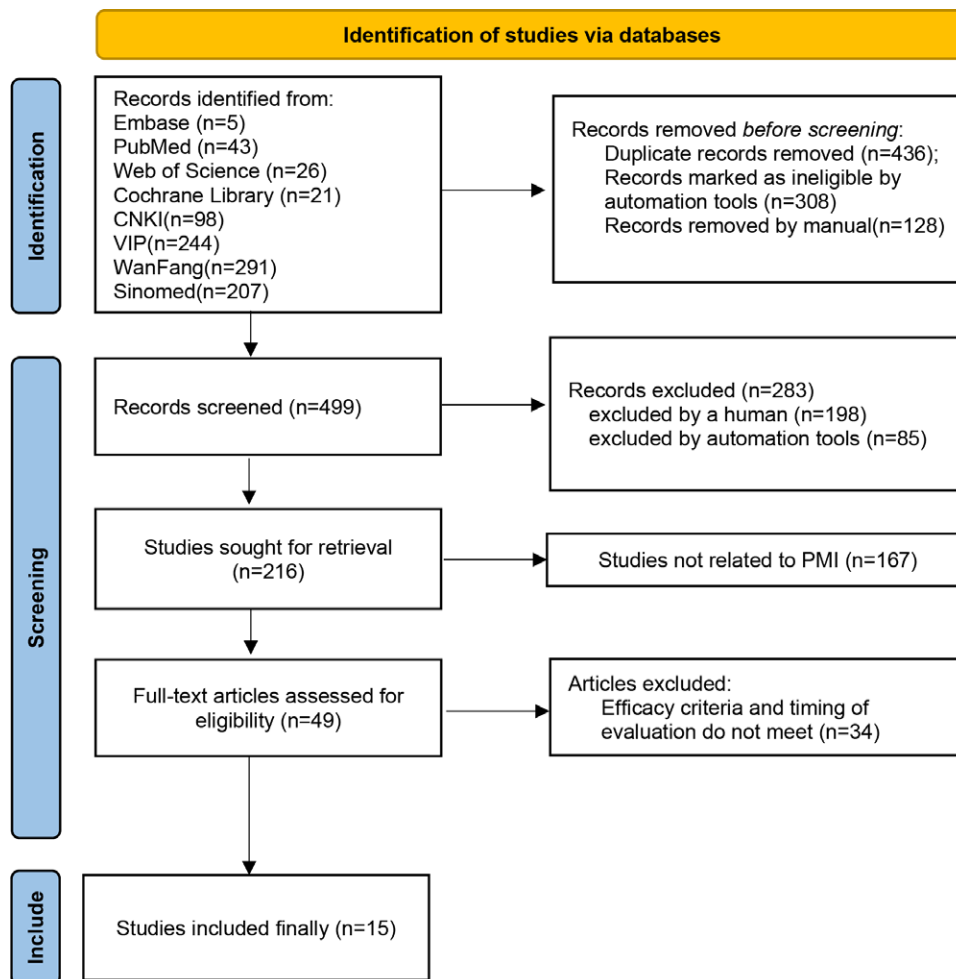 Identification of studies via databases
Identification
Records identified from:
Embase (n=5)
PubMed (n=43)
Web of Science (n=26)
Cochrane Library (n=21)
CNKI(n=98)
VIP(n=244)
WanFang(n=291)
Sinomed(n=207)
Records removed before screening:
Duplicate records removed (n=436);
Records marked as ineligible by
automation tools (n=308)
Records removed by manual(n=128)
Screening
Records screened (n=499)
Records excluded (n=283)
excluded by a human (n=198)
excluded by automation tools (n=85)
Studies sought for retrieval
(n=216)
Studies not related to PMI (n=167)
Full-text articles assessed for
eligibility (n=49)
Articles excluded:
Efficacy criteria and timing of
evaluation do not meet (n=34)
Include
Studies included finally (n=15)